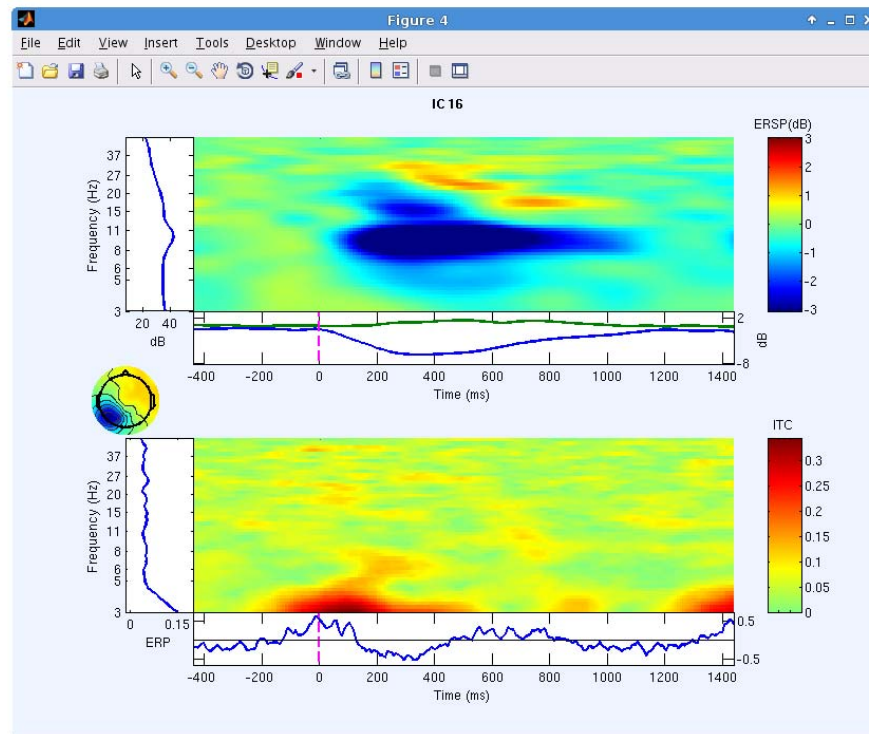 Figure 4
File Edit View Insert Tools Desktop Window Help
IC 16
ERSP(dB)
Frequency (Hz)
37
27
20
15
11
8
6
5
3
20 40
dB
3
2
1
0
-1
-2
-3
2
-8
dB
-400 -200 0 200 400 600 800 1000 1200 1400
Time (ms)
ITC
Frequency (Hz)
37
27
20
15
11
8
6
5
3
0 0.15
ERP
0.3
0.25
0.2
0.15
0.1
0.05
0
0.5
-0.5
-400 -200 0 200 400 600 800 1000 1200 1400
Time (ms)